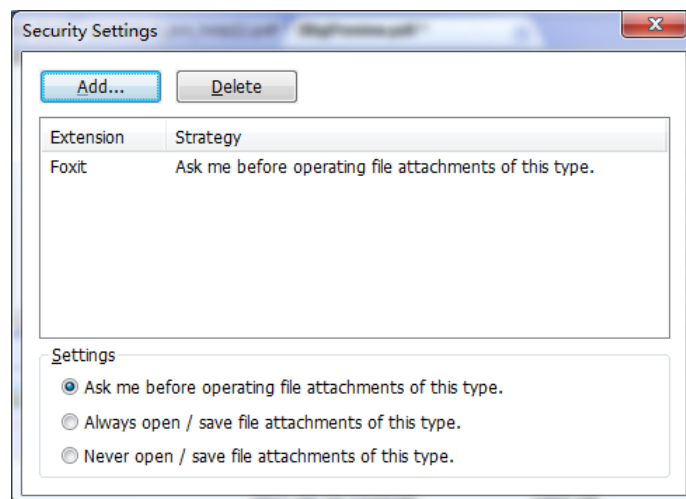 Security Settings
Add... Delete
Extension Strategy
Foxit Ask me before operating file attachments of this type.
Settings
Ask me before operating file attachments of this type.
Always open / save file attachments of this type.
Never open / save file attachments of this type.